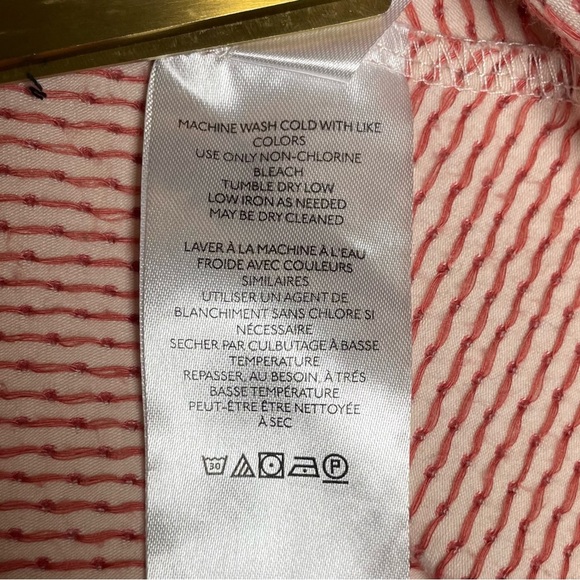 MACHINE WASH COLD WITH LIKE
COLORS
USE ONLY NON-CHLORINE
BLEACH
TUMBLE DRY LOW
LOW IRON AS NEEDED
MAY BE DRY CLEANED
LAVER À LA MACHINE À L'EAU
FROIDE AVEC COULEURS
SIMILAIRES
UTILISER UN AGENT DE
BLANCHIMENT SANS CHLORE SI
NÉCESSAIRE
SECHER PAR CULBUTAGE À BASSE
TEMPERATURE
REPASSER, AU BESOIN, À TRÉS
BASSE TEMPÉRATURE
PEUT-ÊTRE ÊTRE NETTOYÉE
À SEC
30 P